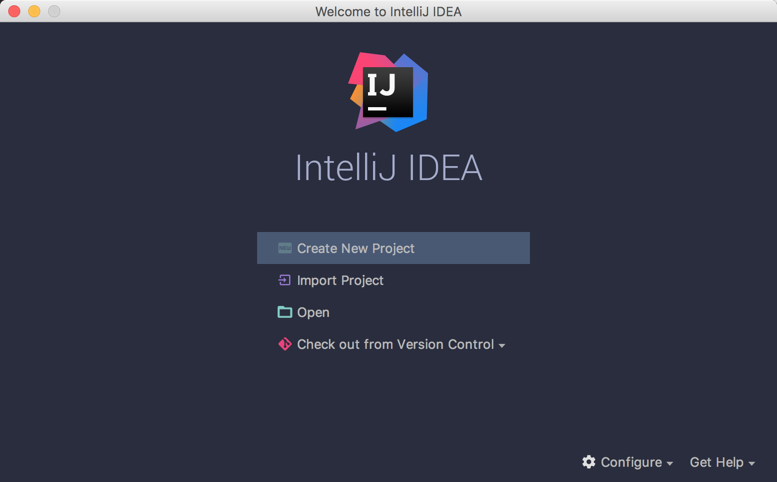 Welcome to IntelliJ IDEA
IJ
IntelliJ IDEA
Create New Project
Import Project
Open
Check out from Version Control
Configure
Get Help